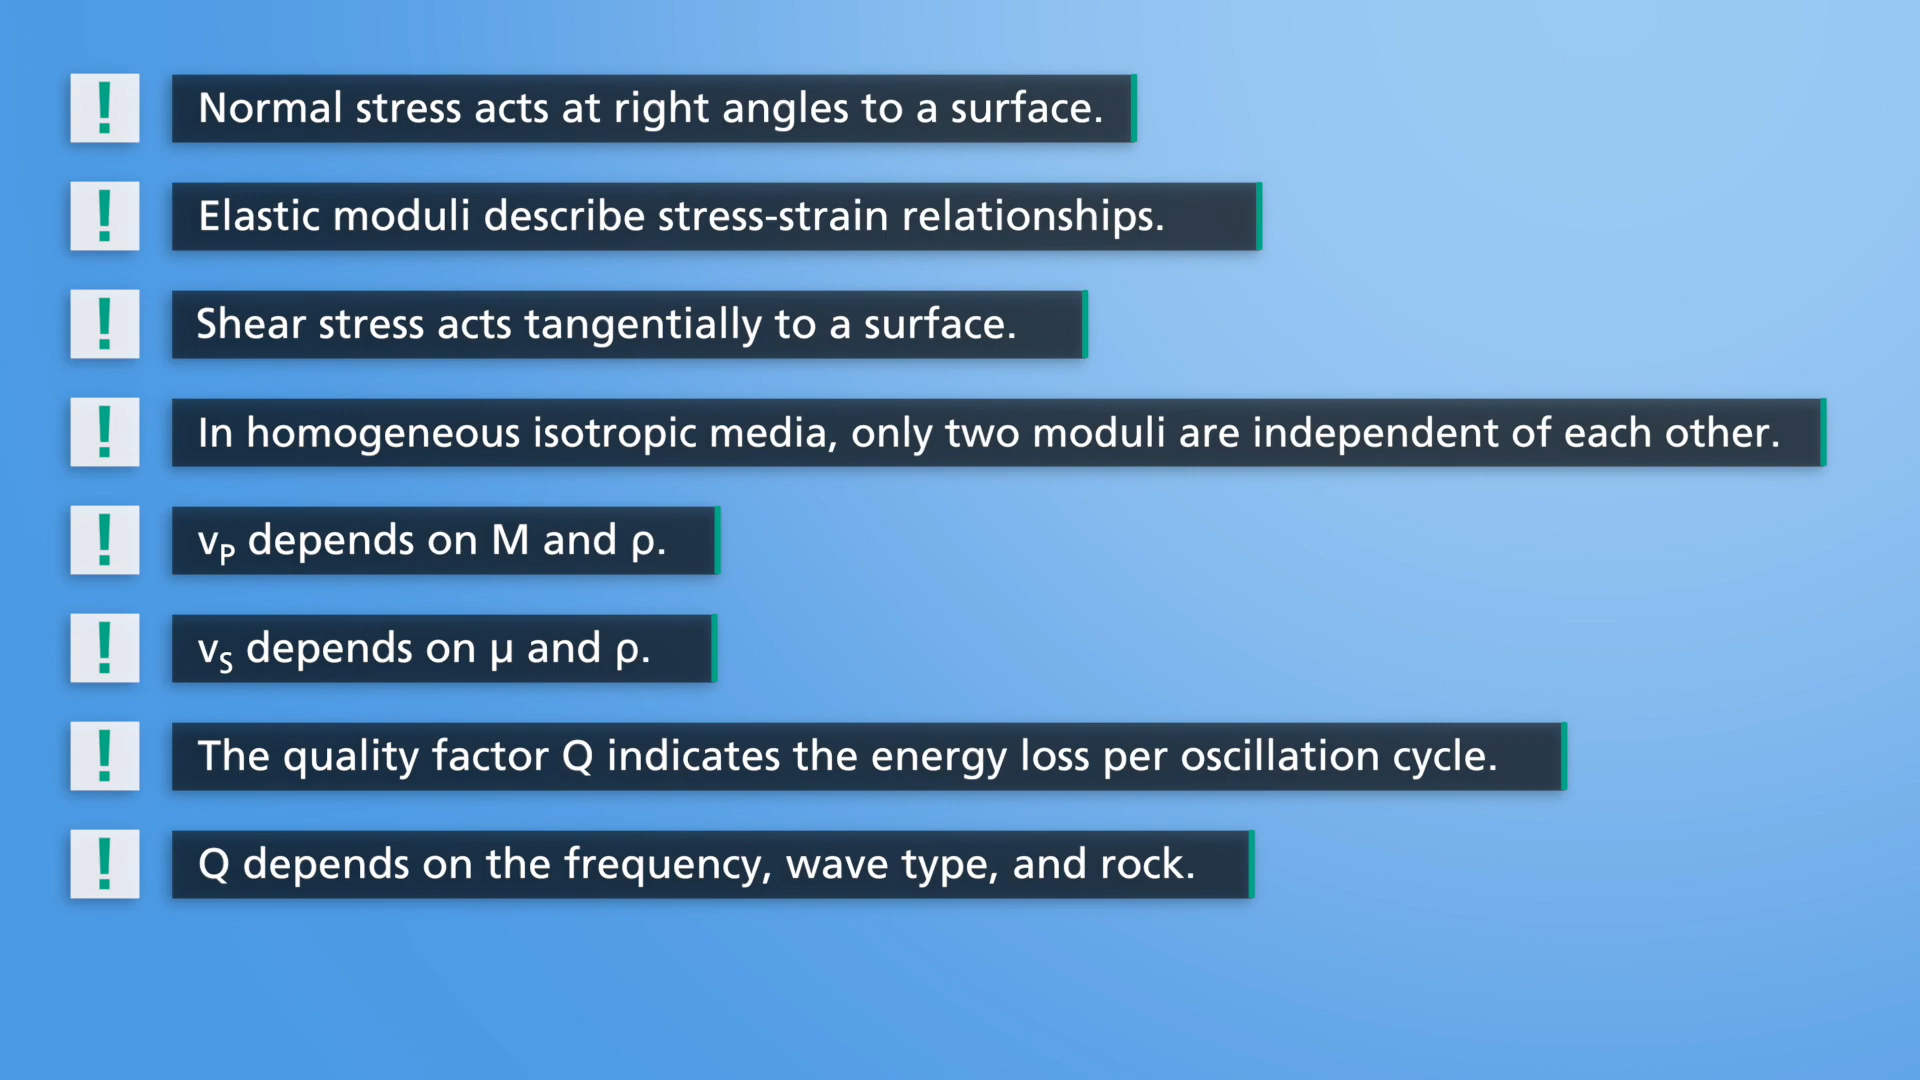 ! Normal stress acts at right angles to a surface.
! Elastic moduli describe stress-strain relationships.
! Shear stress acts tangentially to a surface.
! In homogeneous isotropic media, only two moduli are independent of each other.
! vₚ depends on M and ρ.
! vₛ depends on μ and ρ.
! The quality factor Q indicates the energy loss per oscillation cycle.
! Q depends on the frequency, wave type, and rock.